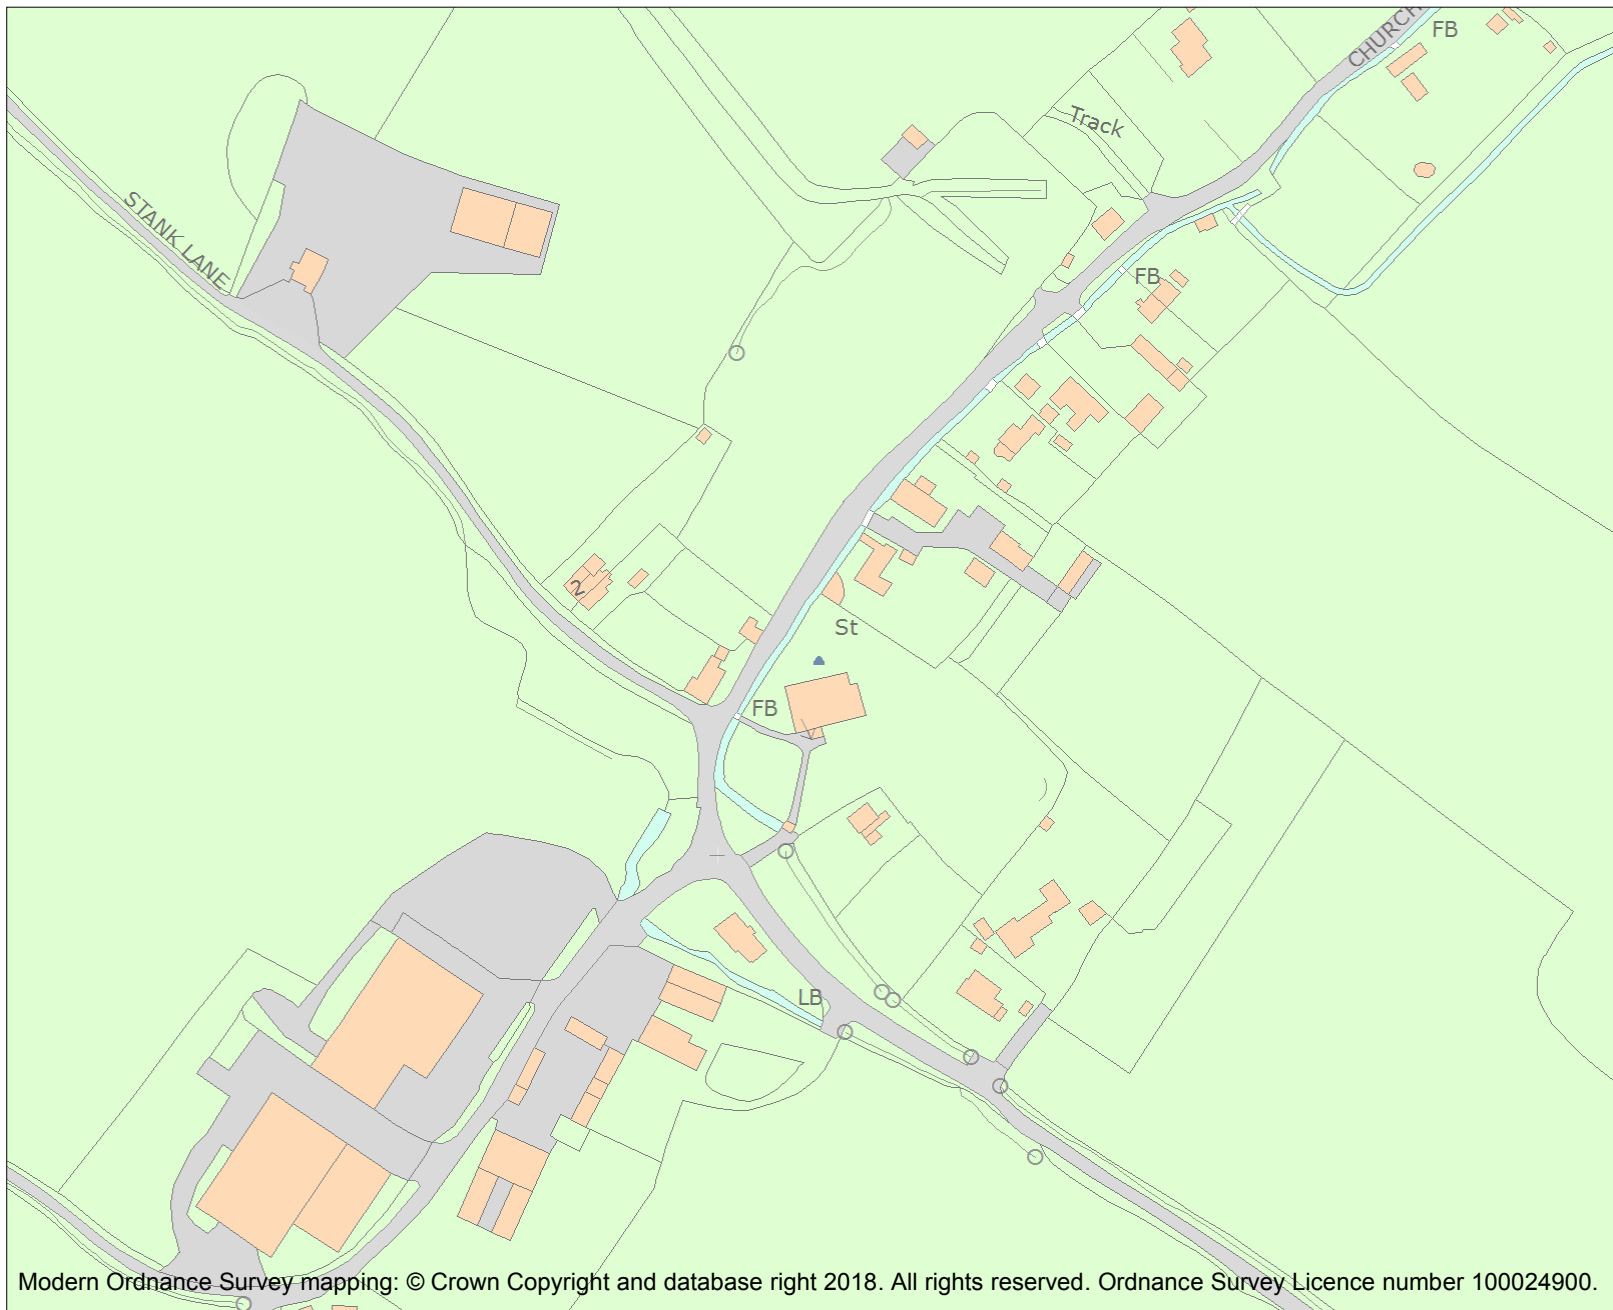 CHURCH
FB
Track
STANK LANE
FB
2
St
FB
LB
Modern Ordnance Survey mapping: © Crown Copyright and database right 2018. All rights reserved. Ordnance Survey Licence number 100024900.